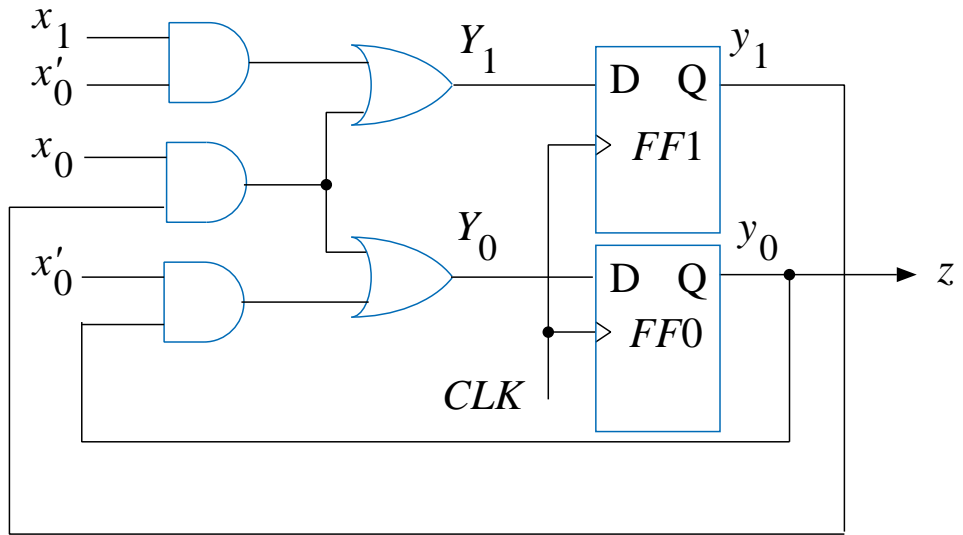 x₁
Y₁
y₁
x′₀
D Q
FF1
x₀
Y₀
y₀
x′₀
D Q
z
FF0
CLK